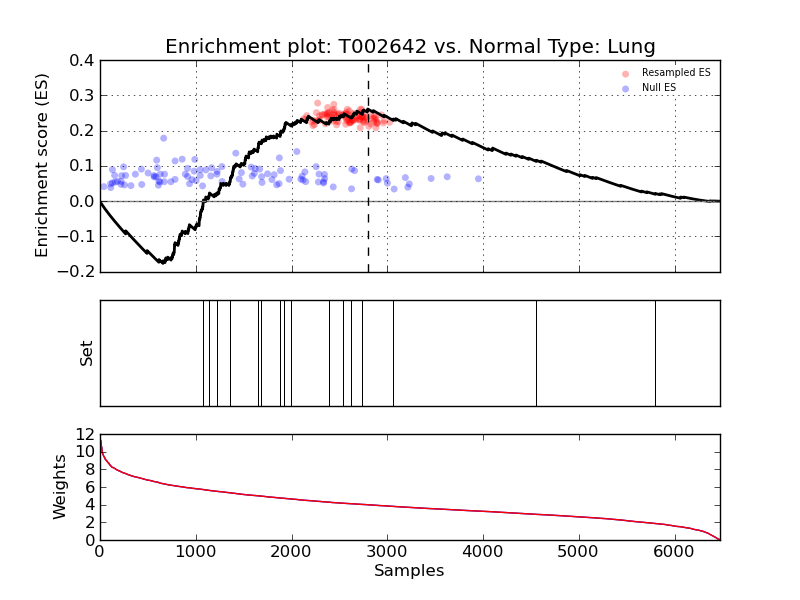 Enrichment plot: T002642 vs. Normal Type: Lung
Enrichment score (ES)
0.4
0.3
0.2
0.1
0.0
−0.1
−0.2
Resampled ES
Null ES
Set
Weights
12
10
8
6
4
2
0
0 1000 2000 3000 4000 5000 6000
Samples